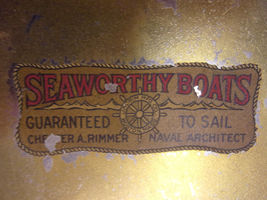 SEAWORTHY BOATS
GUARANTEED TO SAIL
CHESTER A. RIMMER NAVAL ARCHITECT